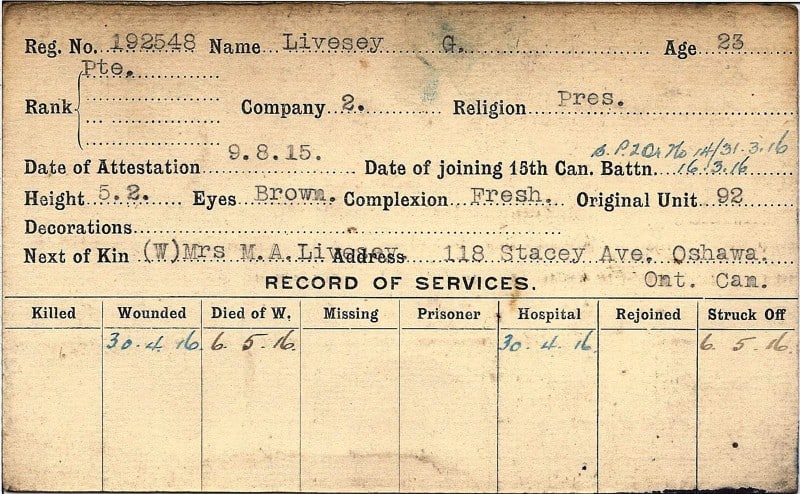 Reg. No. 192548 Name Livesey G. Age 23
Pte.
Rank Company 2. Religion Pres.
14/31.3.16
Date of Attestation 9.8.15. Date of joining 15th Can. Battn 16.3.16
Height 5.2. Eyes Brown. Complexion Fresh. Original Unit 92
Decorations
Next of Kin (W) Mrs M.A. Livesey. Address 118 Stacey Ave. Oshawa.
RECORD OF SERVICES. Ont. Can.
Killed Wounded Died of W. Missing Prisoner Hospital Rejoined Struck Off
30.4.16. 6.5.16. 30.4.16. 6.5.16